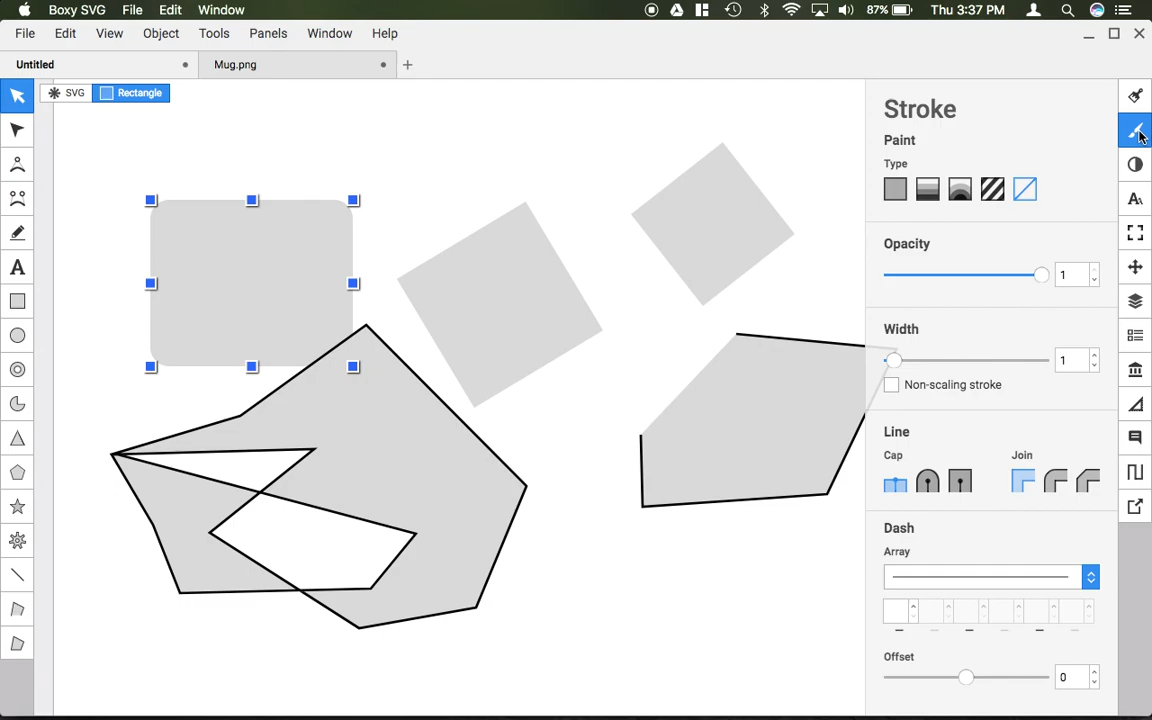 Boxy SVG File Edit Window 87% Thu 3:37 PM
File Edit View Object Tools Panels Window Help
Untitled Mug.png
SVG Rectangle
Stroke
Paint
Type
Opacity
1
Width
1
Non-scaling stroke
Line
Cap Join
Dash
Array
Offset
0
A
A